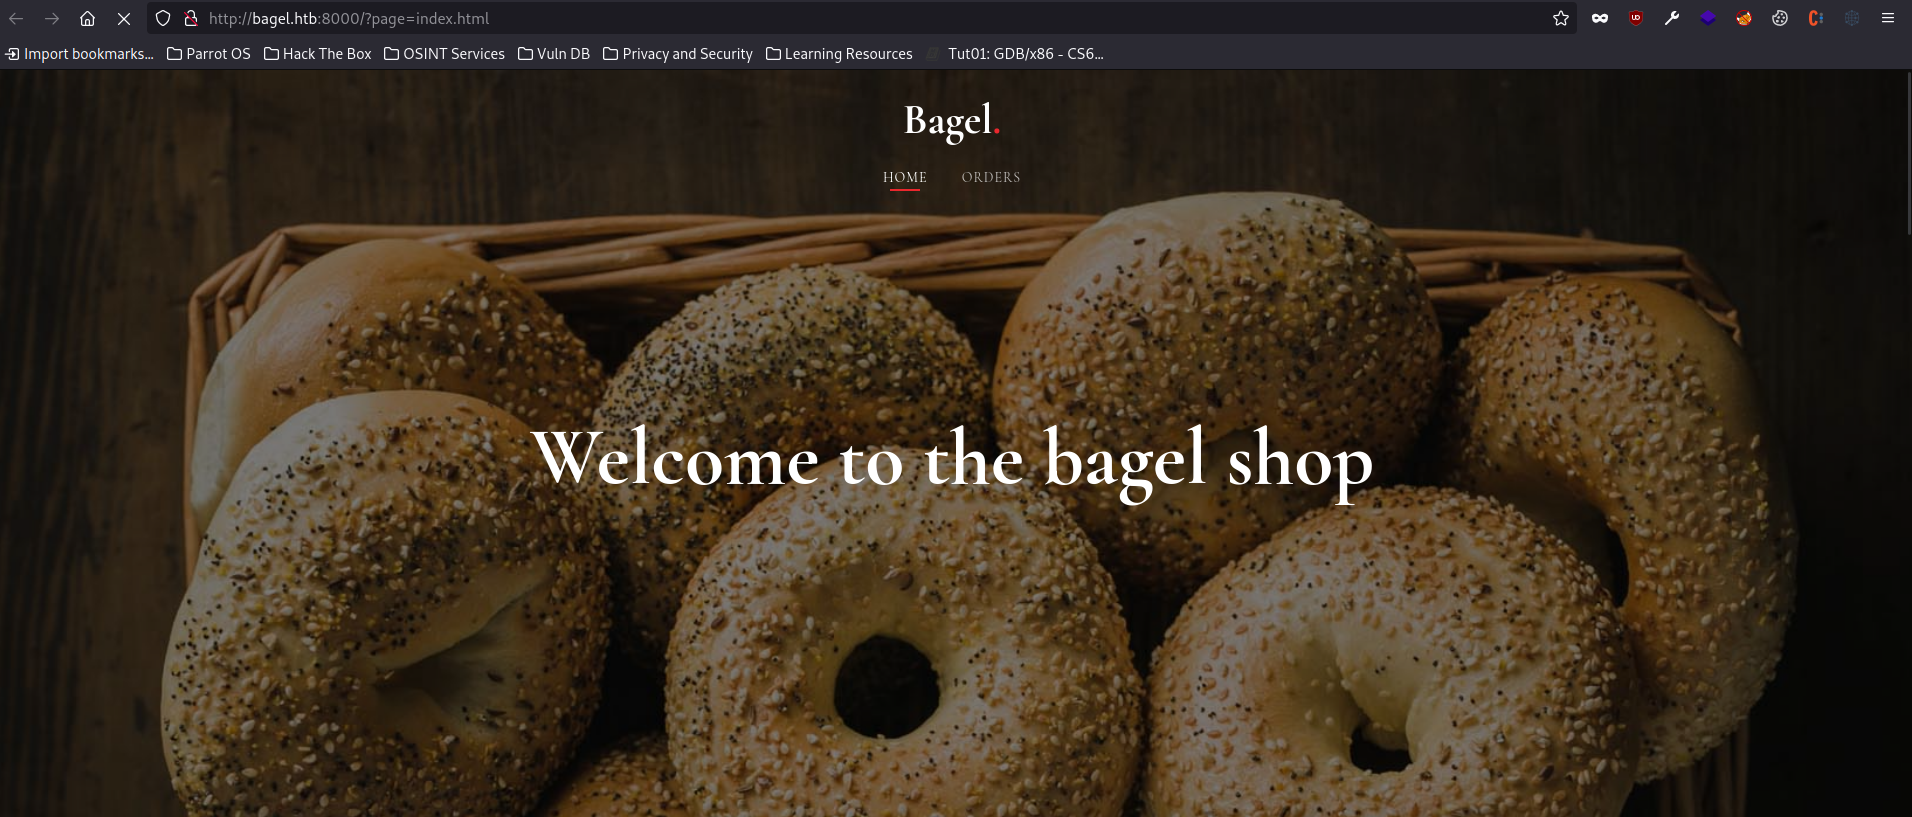 http://bagel.htb:8000/?page=index.html
Import bookmarks... Parrot OS Hack The Box OSINT Services Vuln DB Privacy and Security Learning Resources Tut01: GDB/x86 - CS6...
Bagel.
HOME ORDERS
Welcome to the bagel shop